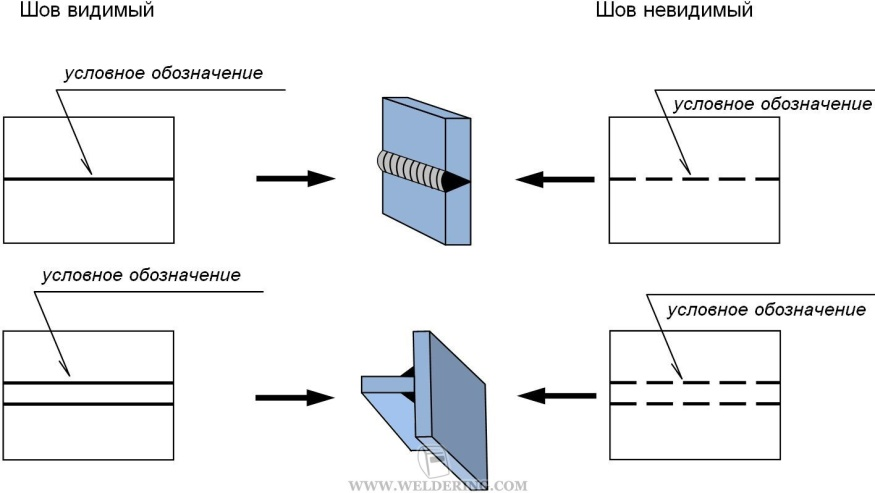 Шов видимый
Шов невидимый
условное обозначение
условное обозначение
условное обозначение
условное обозначение
WWW.WELDERING.COM